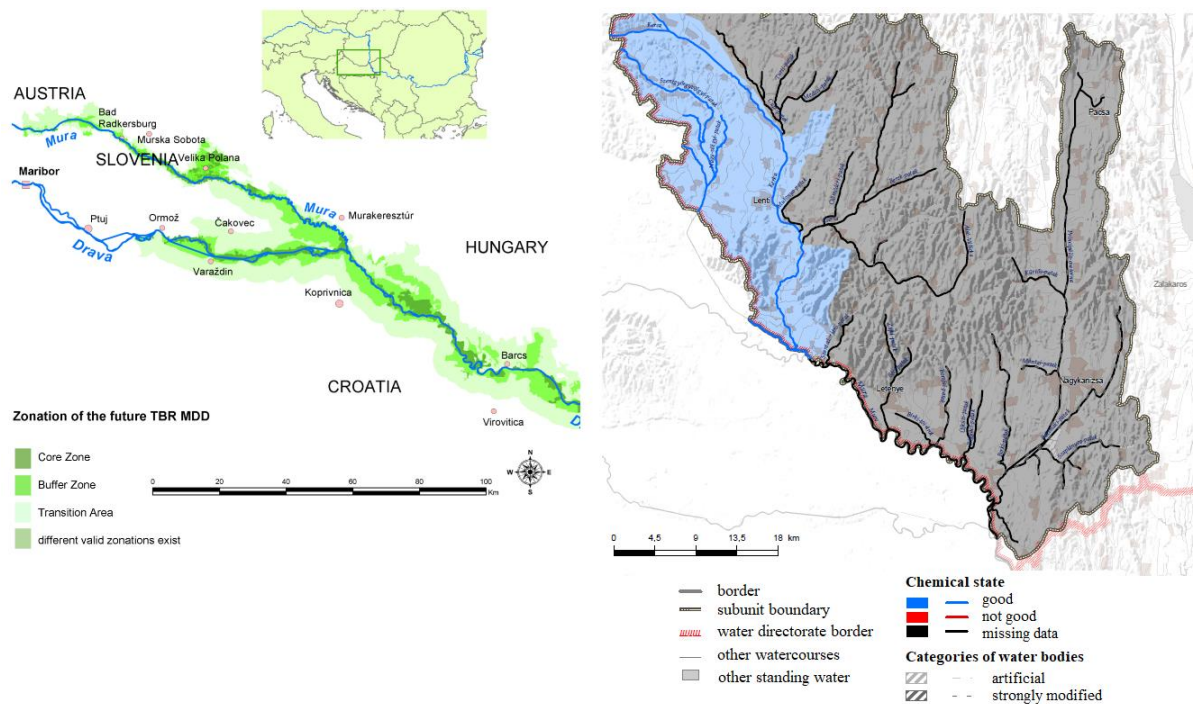 AUSTRIA
Bad
Radkersburg
Mura
Murska Sobota
SLOVENIA
Velika Polana
Maribor
Mura
Murakeresztúr
Ptuj
Ormož
Čakovec
Drava
HUNGARY
Varaždin
Koprivnica
Barcs
CROATIA
Virovitica
D
Zonation of the future TBR MDD
Core Zone
Buffer Zone
Transition Area
different valid zonations exist
0 20 40 60 80 100
Km
N
W E
S
Kerca
Pacsa
Kerka
Lenti
Zalakaros
Letenye
Nagykanizsa
Mura
0 4,5 9 13,5 18 km
border
subunit boundary
water directorate border
other watercourses
other standing water
Chemical state
good
not good
missing data
Categories of water bodies
artificial
strongly modified